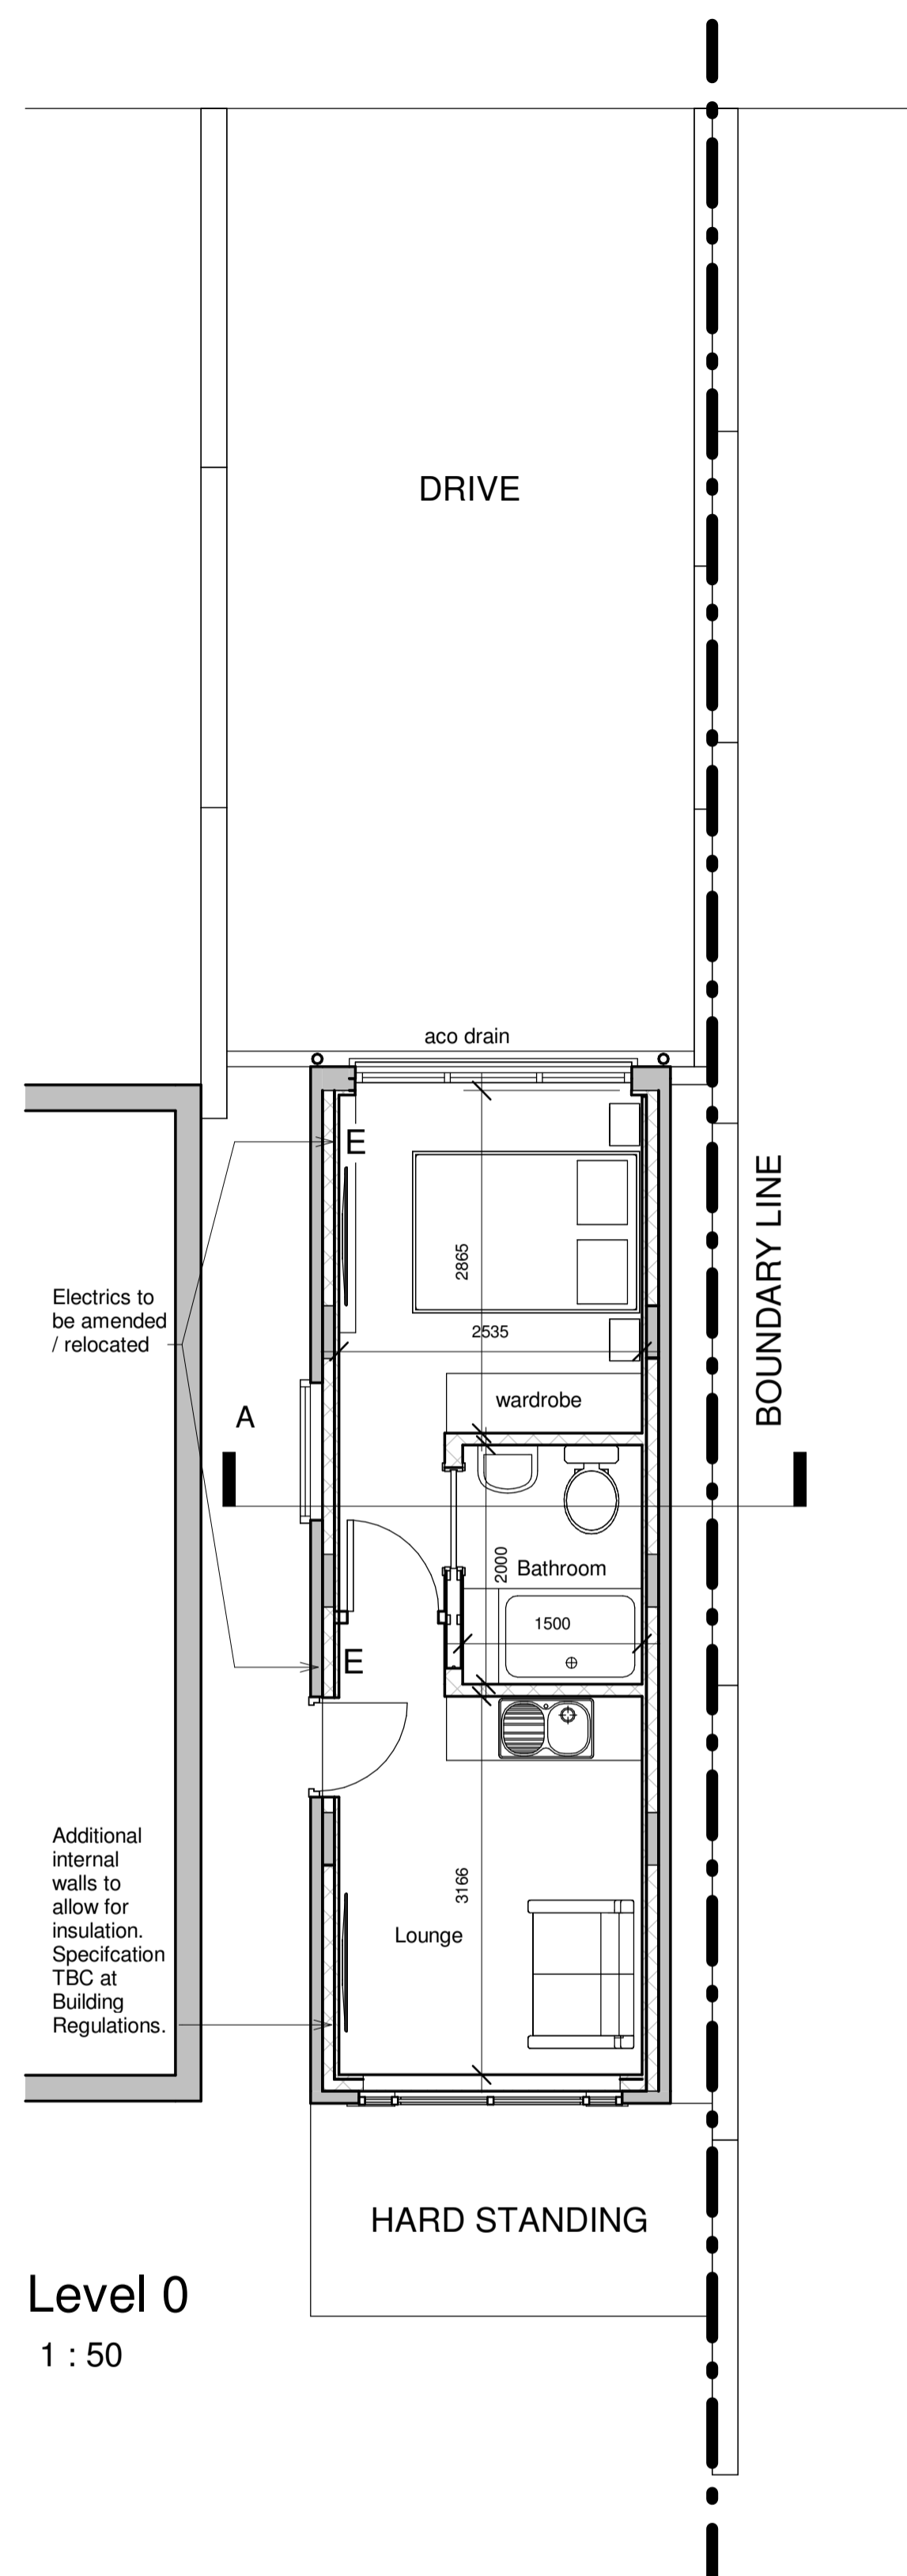 DRIVE
aco drain
E
BOUNDARY LINE
2865
Electrics to
be amended
/ relocated
2535
wardrobe
A
2000
Bathroom
1500
E
Additional
internal
walls to
allow for
insulation.
Specifcation
TBC at
Building
Regulations.
3166
Lounge
HARD STANDING
Level 0
1 : 50